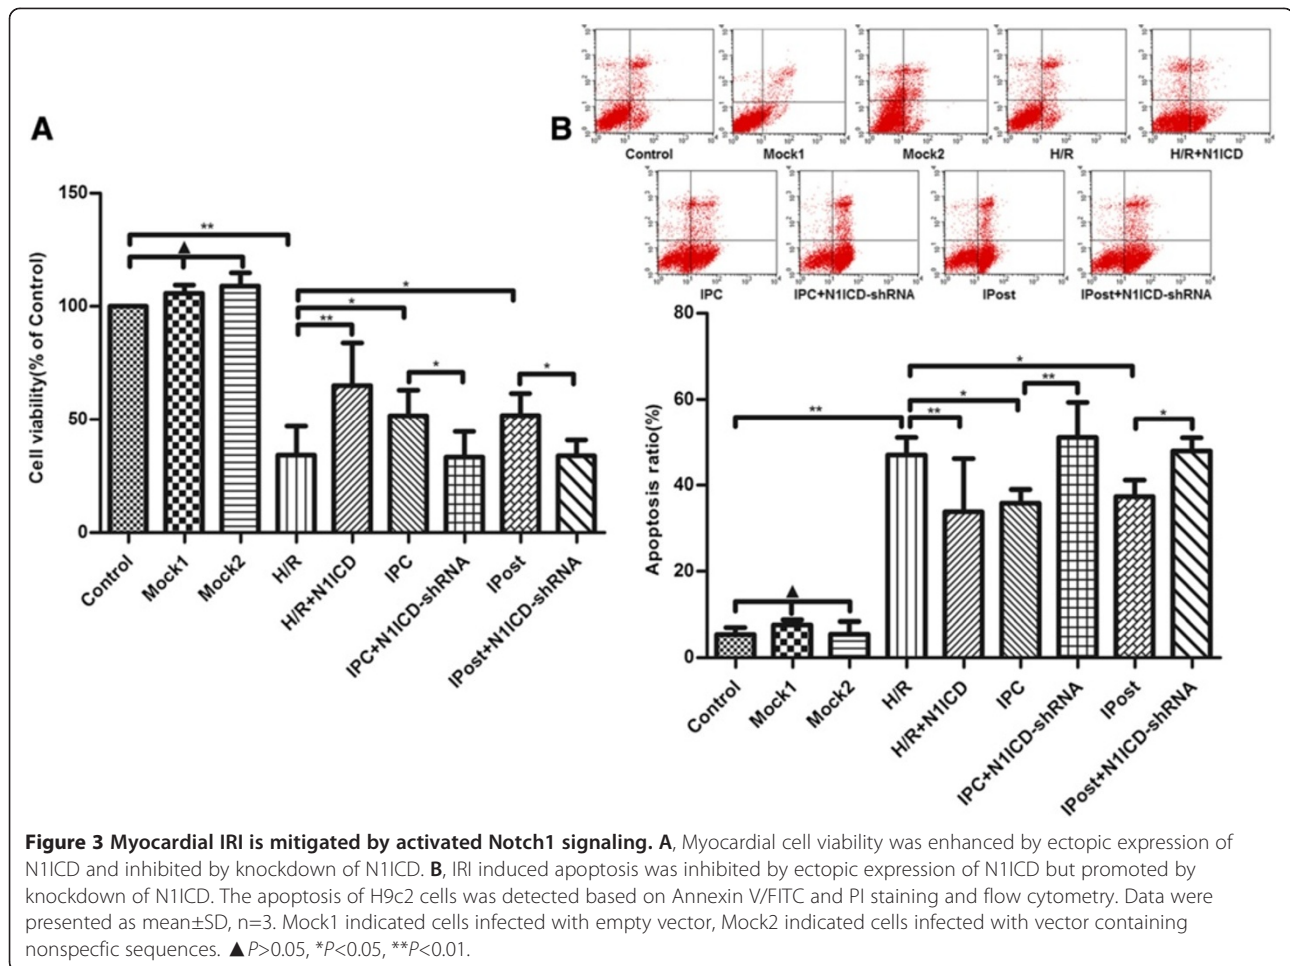 A
B
Control
Mock1
Mock2
H/R
H/R+N1ICD
IPC
IPC+N1ICD-shRNA
IPost
IPost+N1ICD-shRNA
Cell viability(% of Control)
150
100
50
0
**
▲
*
*
**
*
*
Control
Mock1
Mock2
H/R
H/R+N1ICD
IPC
IPC+N1ICD-shRNA
IPost
IPost+N1ICD-shRNA
Apoptosis ratio(%)
80
60
40
20
0
*
**
*
**
**
*
▲
Control
Mock1
Mock2
H/R
H/R+N1ICD
IPC
IPC+N1ICD-shRNA
IPost
IPost+N1ICD-shRNA
Figure 3 Myocardial IRI is mitigated by activated Notch1 signaling. A, Myocardial cell viability was enhanced by ectopic expression of
N1ICD and inhibited by knockdown of N1ICD. B, IRI induced apoptosis was inhibited by ectopic expression of N1ICD but promoted by
knockdown of N1ICD. The apoptosis of H9c2 cells was detected based on Annexin V/FITC and PI staining and flow cytometry. Data were
presented as mean±SD, n=3. Mock1 indicated cells infected with empty vector, Mock2 indicated cells infected with vector containing
nonspecfic sequences. ▲P>0.05, *P<0.05, **P<0.01.